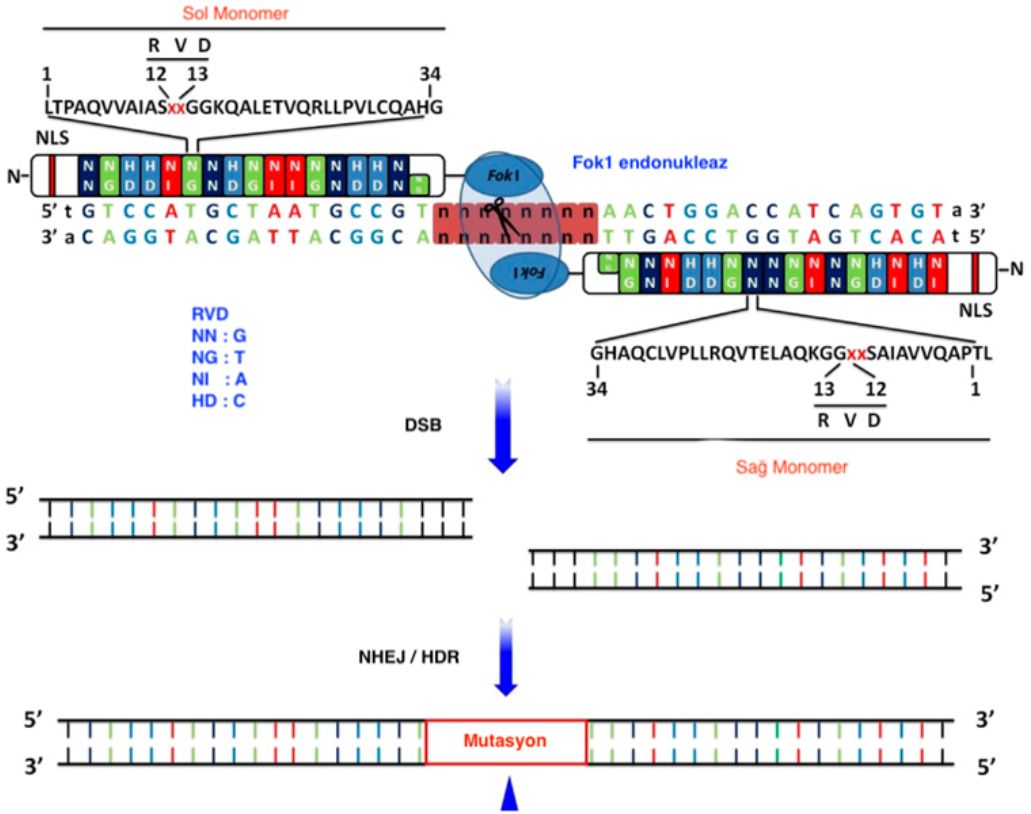 Sol Monomer
R V D
1 12 13 34
LTPAQVVAIASxxGGKQALETVQRLLPVLCQAHG
NLS
Fok1 endonukleaz
N- N N H H N N N H N N N N N H H N FokI
N G D D I G N D G I I G N D D N N G
5’ t G T C C A T G C T A A T G C C G T n n n n n n n n A A C T G G A C C A T C A G T G T a 3’
3’ a C A G G T A C G A T T A C G G C A n n n n n n n n T T G A C C T G G T A G T C A C A t 5’
FokI N G N N N H H N N N N N N N H N H N -N
G N I D D G N N G I N G D I D I
NLS
RVD
NN : G
NG : T
NI : A
HD : C
GHAQCLVPLLRQVTELAQKGGxxSAIAVVQAPTL
34 13 12 1
R V D
DSB
Sağ Monomer
5’
3’
3’
5’
NHEJ / HDR
5’ 3’
Mutasyon
3’ 5’